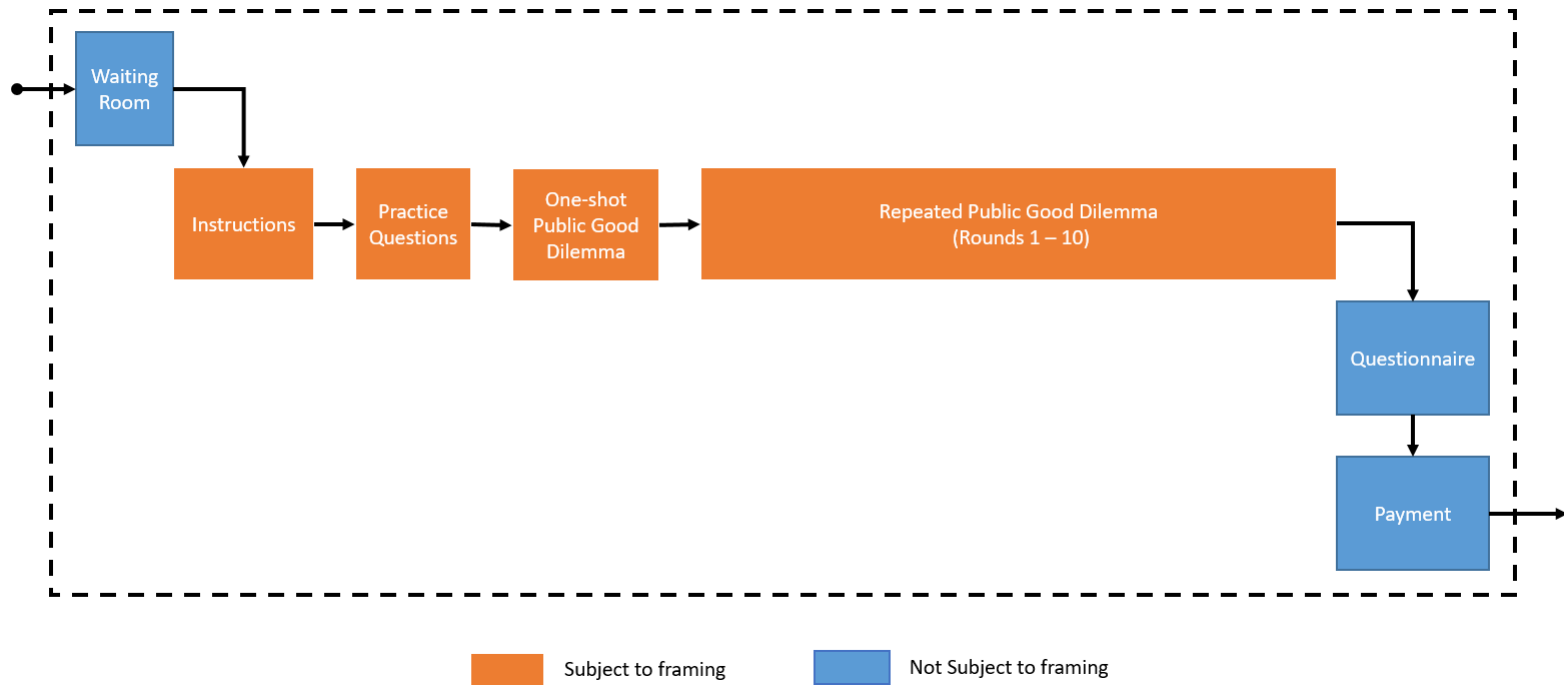 Waiting
Room
Instructions
Practice
Questions
One-shot
Public Good
Dilemma
Repeated Public Good Dilemma
(Rounds 1 – 10)
Questionnaire
Payment
Subject to framing
Not Subject to framing